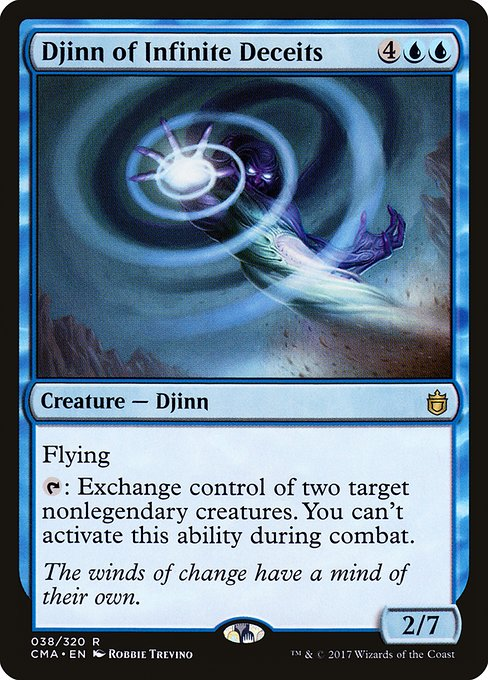 Djinn of Infinite Deceits 4
Creature — Djinn
Flying
: Exchange control of two target
nonlegendary creatures. You can't
activate this ability during combat.
The winds of change have a mind of
their own.
2/7
038/320 R
CMA • EN Robbie Trevino
™ & © 2017 Wizards of the Coast